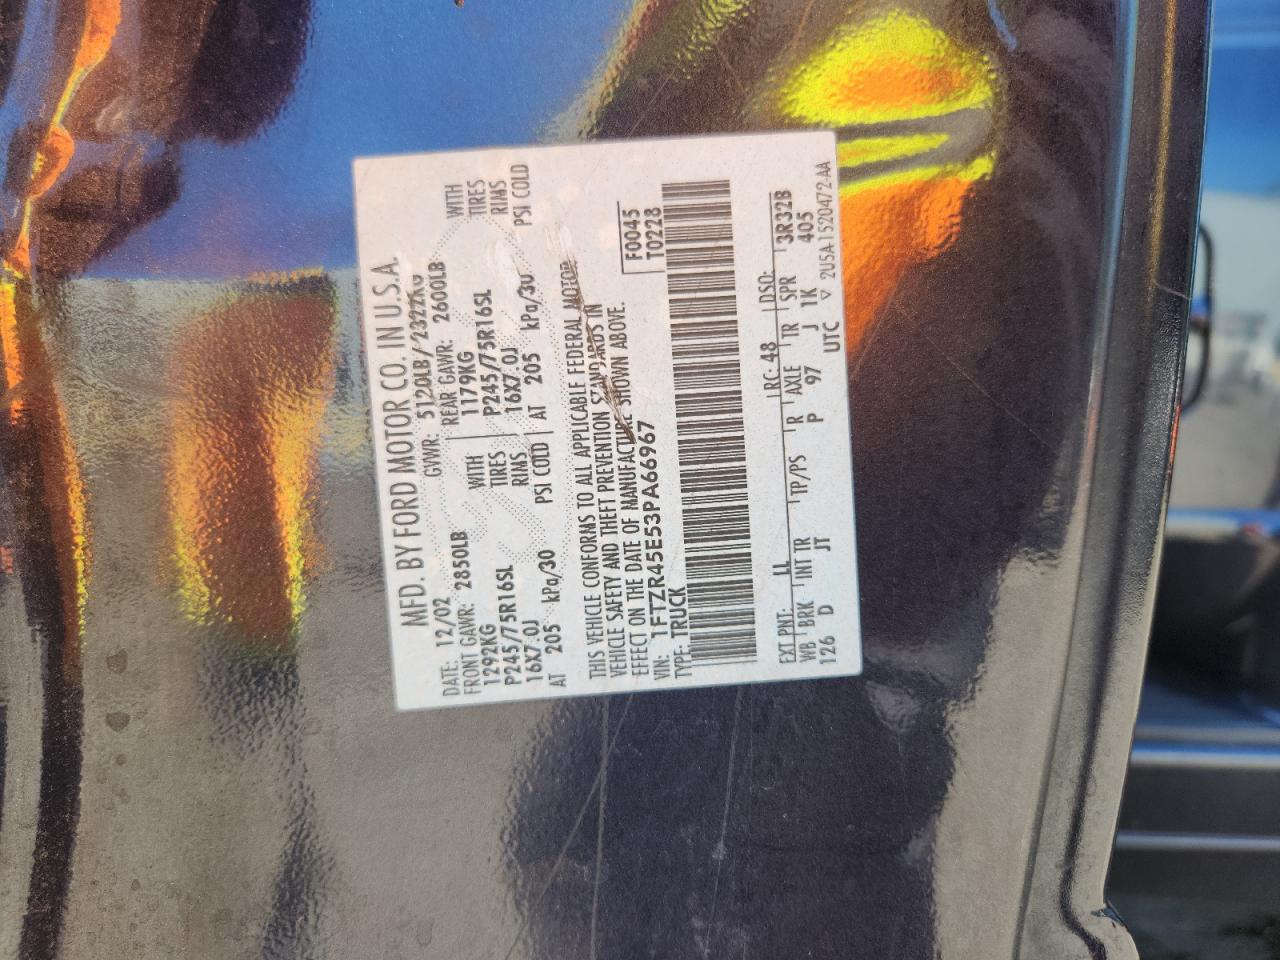 MFD. BY FORD MOTOR CO. IN U.S.A.
DATE: 12/02 GVWR: 5120LB/2322KG
FRONT GAWR: 2850LB REAR GAWR: 2600LB
1292KG WITH 1179KG WITH
P245/75R16SL TIRES P245/75R16SL TIRES
16X7.0J RIMS 16X7.0J RIMS
AT 205 kPa/30 PSI COLD AT 205 kPa/30 PSI COLD
THIS VEHICLE CONFORMS TO ALL APPLICABLE FEDERAL MOTOR
VEHICLE SAFETY AND THEFT PREVENTION STANDARDS IN
EFFECT ON THE DATE OF MANUFACTURE SHOWN ABOVE.
VIN: 1FTZR45E53PA66967 F0045
TYPE: TRUCK T0228
EXT PNT: LL RC: 48 DSO: 3R32B
WB BRK INT TR TP/PS R AXLE TR SPR 405
126 D JT P 97 J 1K
UTC ▽ 2U5A-1520472-AA